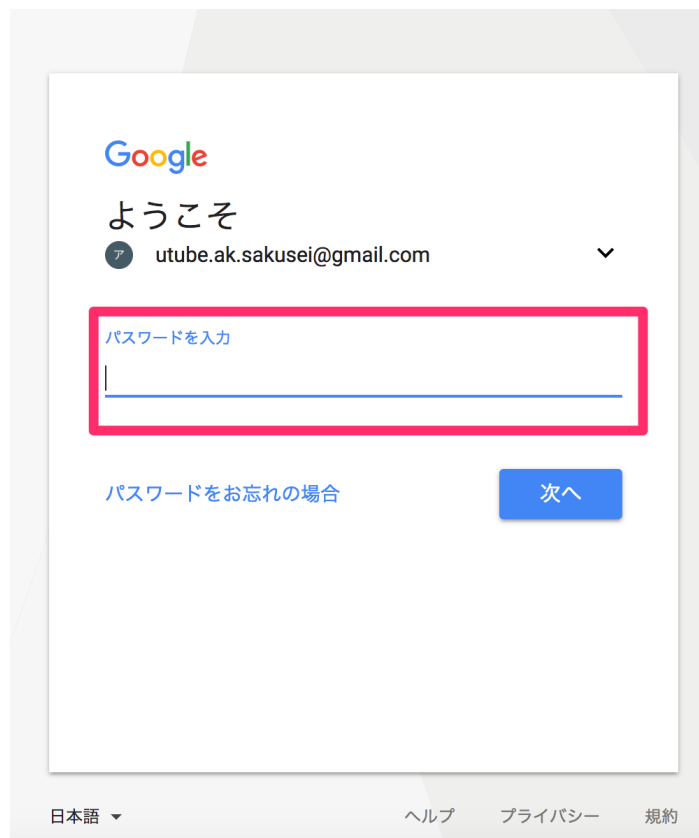 Google
ようこそ
ア utube.ak.sakusei@gmail.com
パスワードを入力
パスワードをお忘れの場合 次へ
日本語 ヘルプ プライバシー 規約